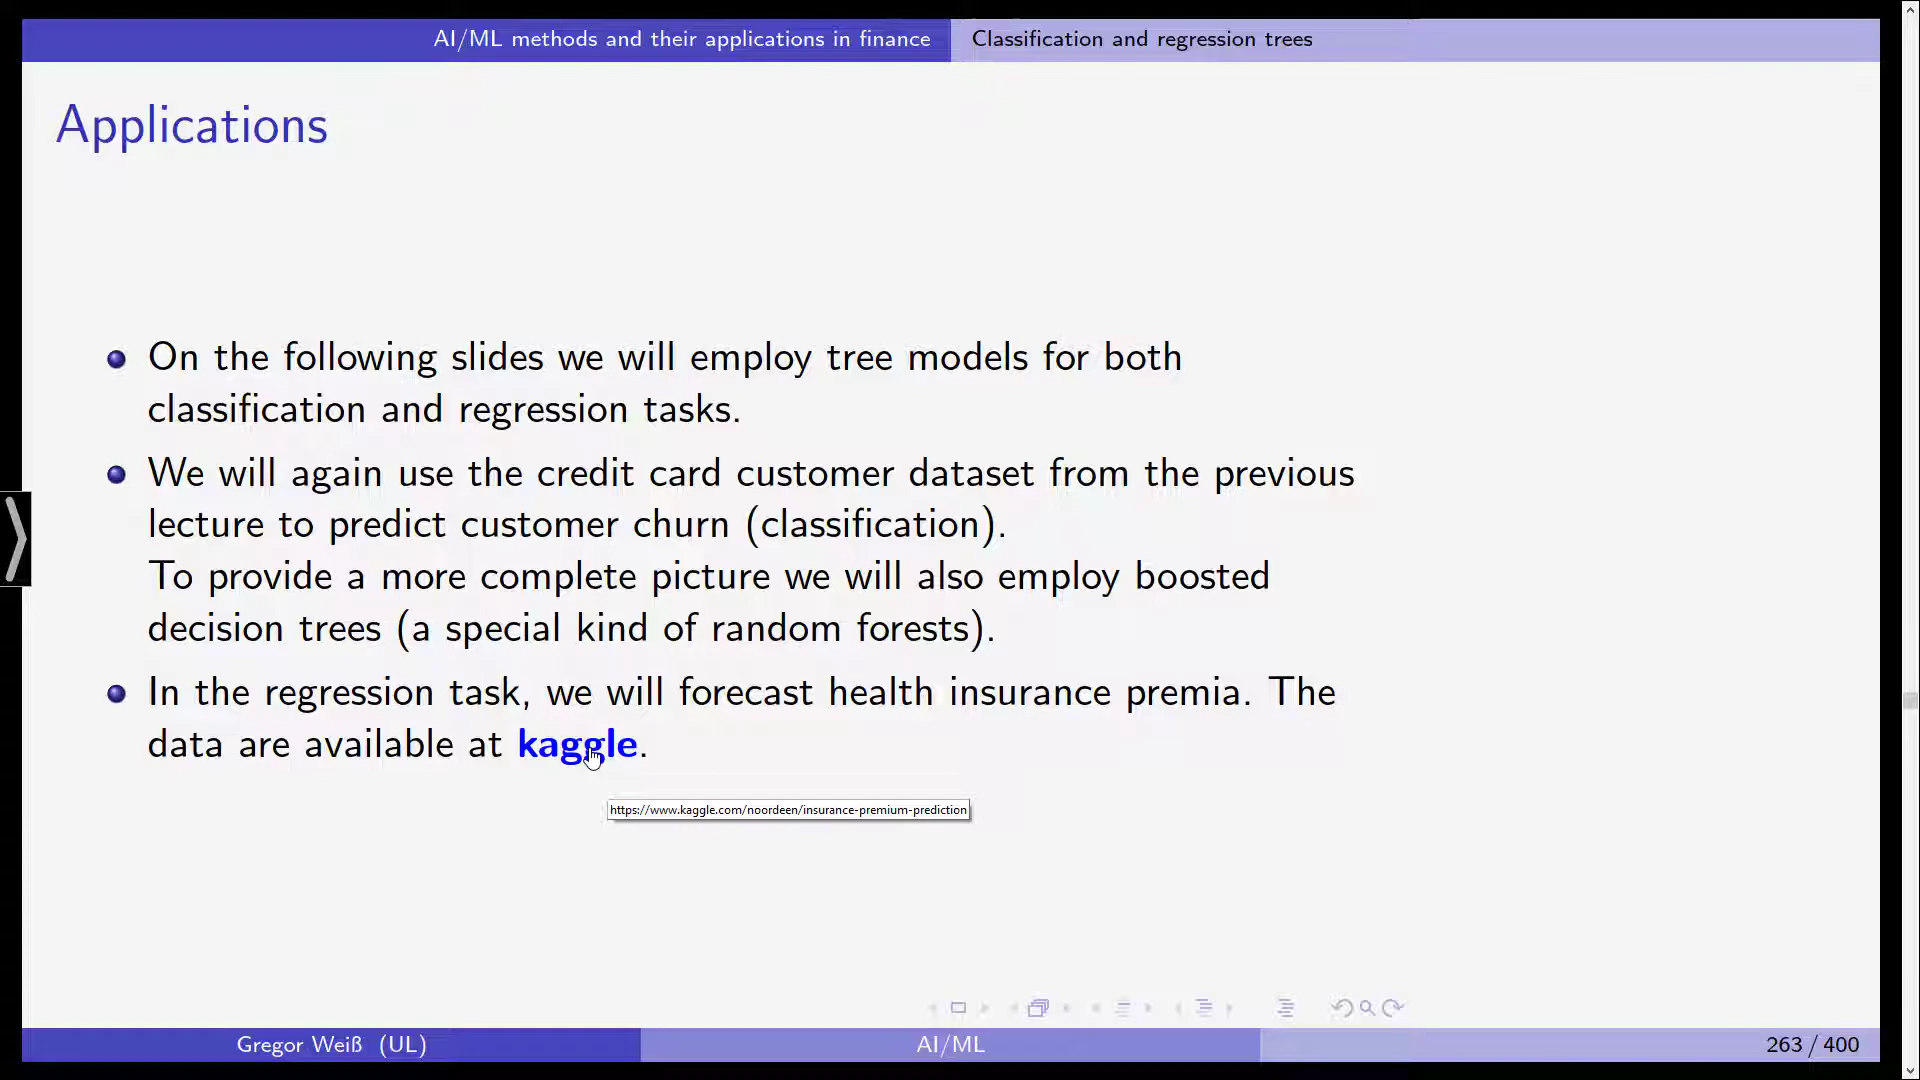 AI/ML methods and their applications in finance
Classification and regression trees
Applications
On the following slides we will employ tree models for both
classification and regression tasks.
We will again use the credit card customer dataset from the previous
lecture to predict customer churn (classification).
To provide a more complete picture we will also employ boosted
decision trees (a special kind of random forests).
In the regression task, we will forecast health insurance premia. The
data are available at kaggle.
https://www.kaggle.com/noordeen/insurance-premium-prediction
Gregor Weiß (UL)
AI/ML
263 / 400